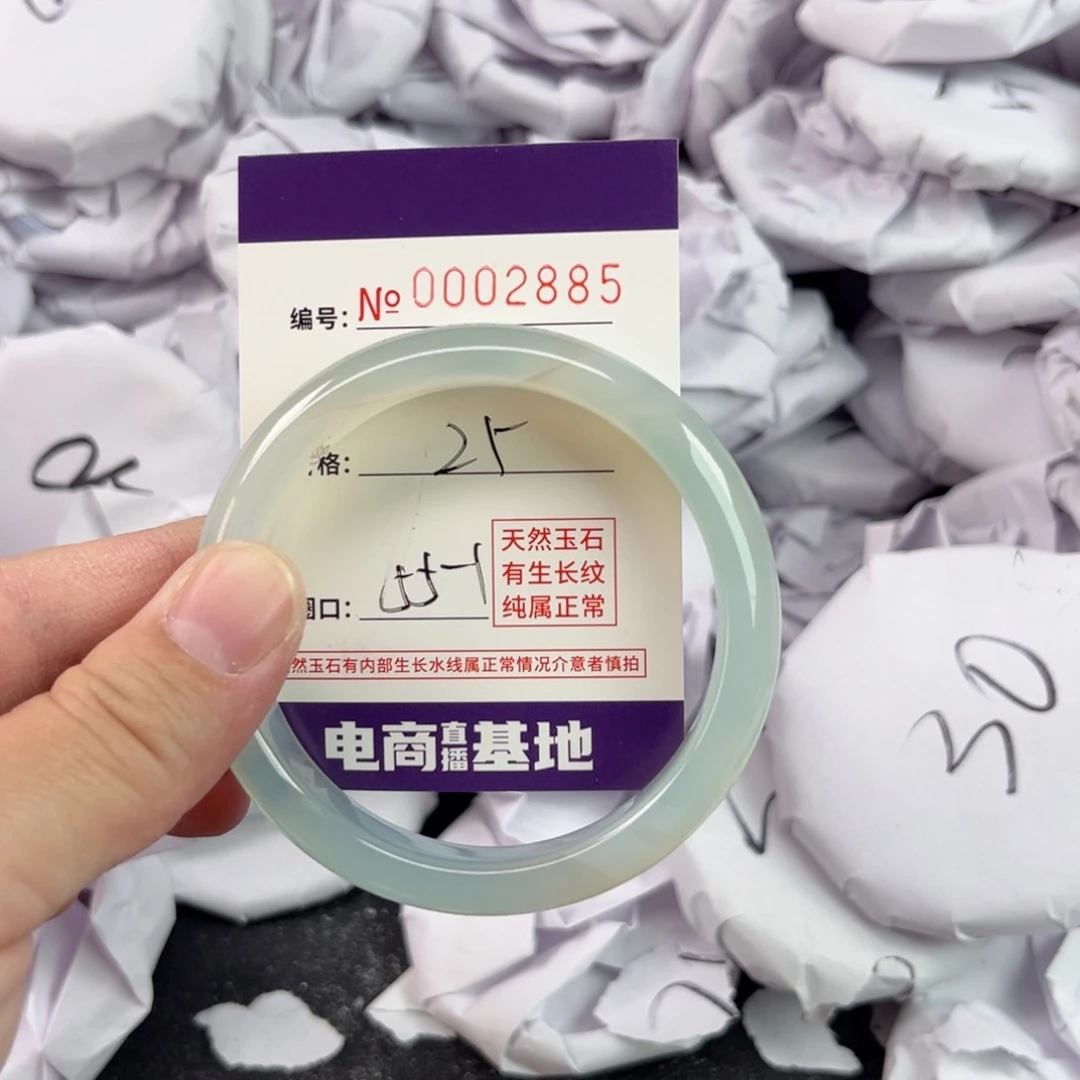 编号: № 0002885
格: 25
圈口:
天然玉石
有生长纹
纯属正常
然玉石有内部生长水线属正常情况介意者慎拍
电商直播基地
30